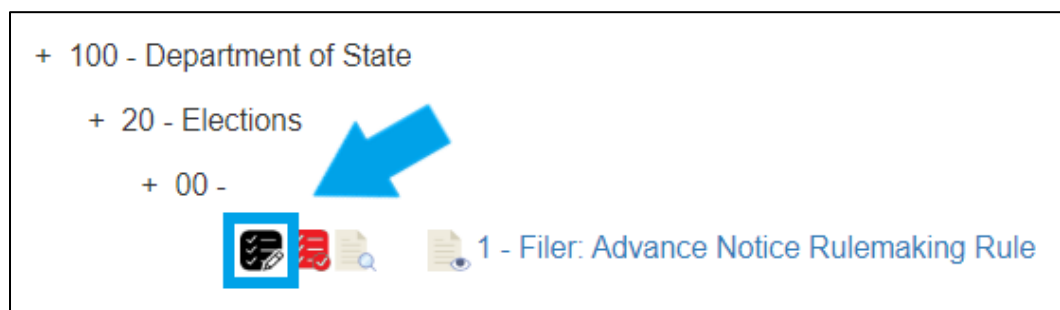 + 100 - Department of State
+ 20 - Elections
+ 00 -
1 - Filer: Advance Notice Rulemaking Rule